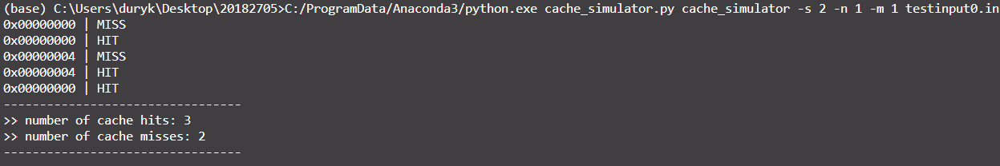 (base) C:\Users\duryk\Desktop\20182705>C:/ProgramData/Anaconda3/python.exe cache_simulator.py cache_simulator -s 2 -n 1 -m 1 testinput0.in
0x00000000 | MISS
0x00000000 | HIT
0x00000004 | MISS
0x00000004 | HIT
0x00000000 | HIT
---------------------------------
>> number of cache hits: 3
>> number of cache misses: 2
---------------------------------